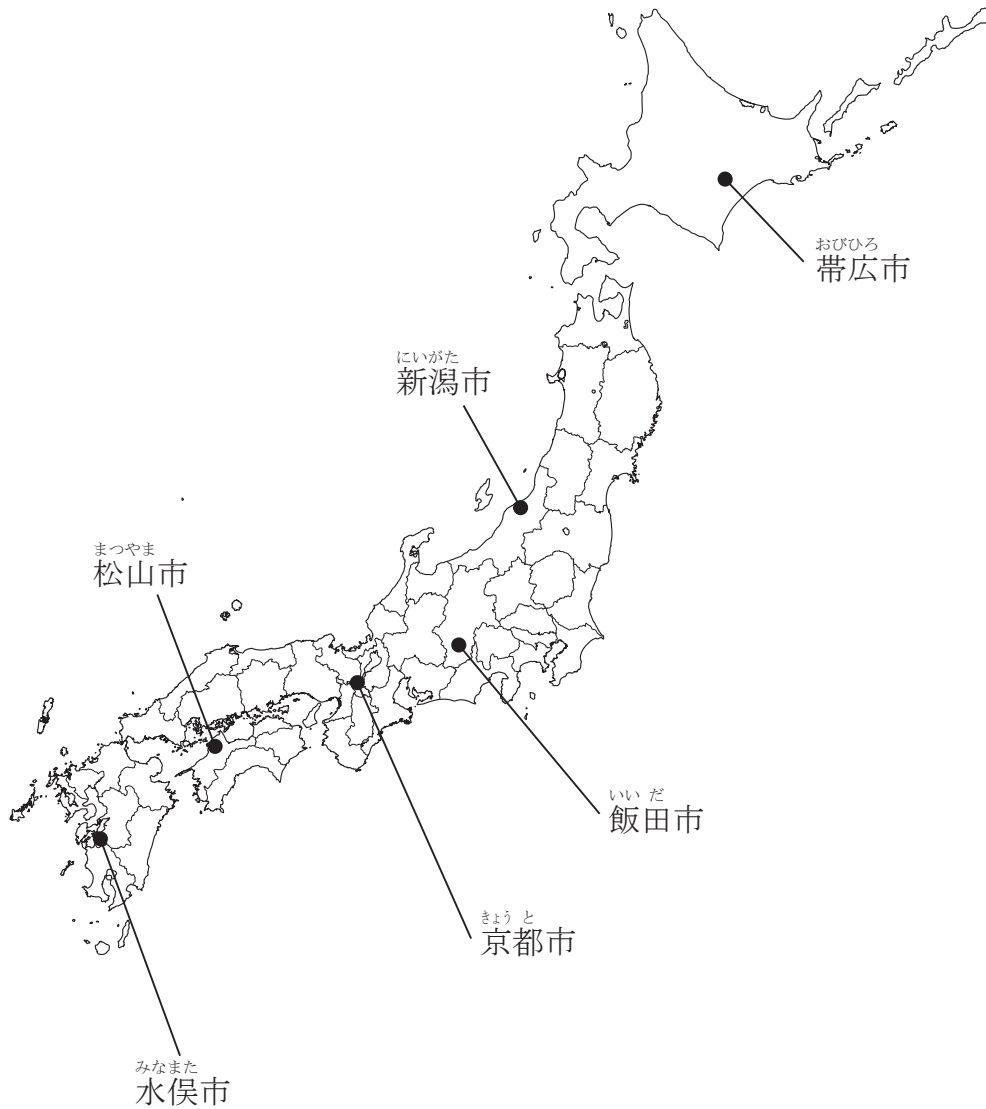 おびひろ
帯広市
にいがた
新潟市
まつやま
松山市
いいだ
飯田市
きょうと
京都市
みなまた
水俣市